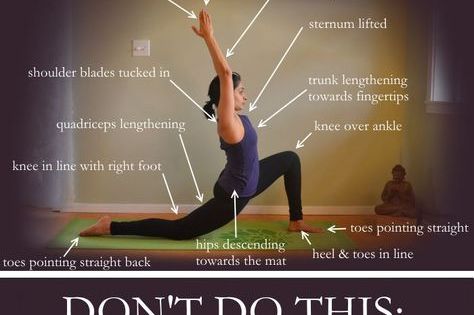 sternum lifted
shoulder blades tucked in
trunk lengthening
towards fingertips
quadriceps lengthening
knee over ankle
knee in line with right foot
toes pointing straight
hips descending
towards the mat
heel & toes in line
toes pointing straight back
DON'T DO THIS: